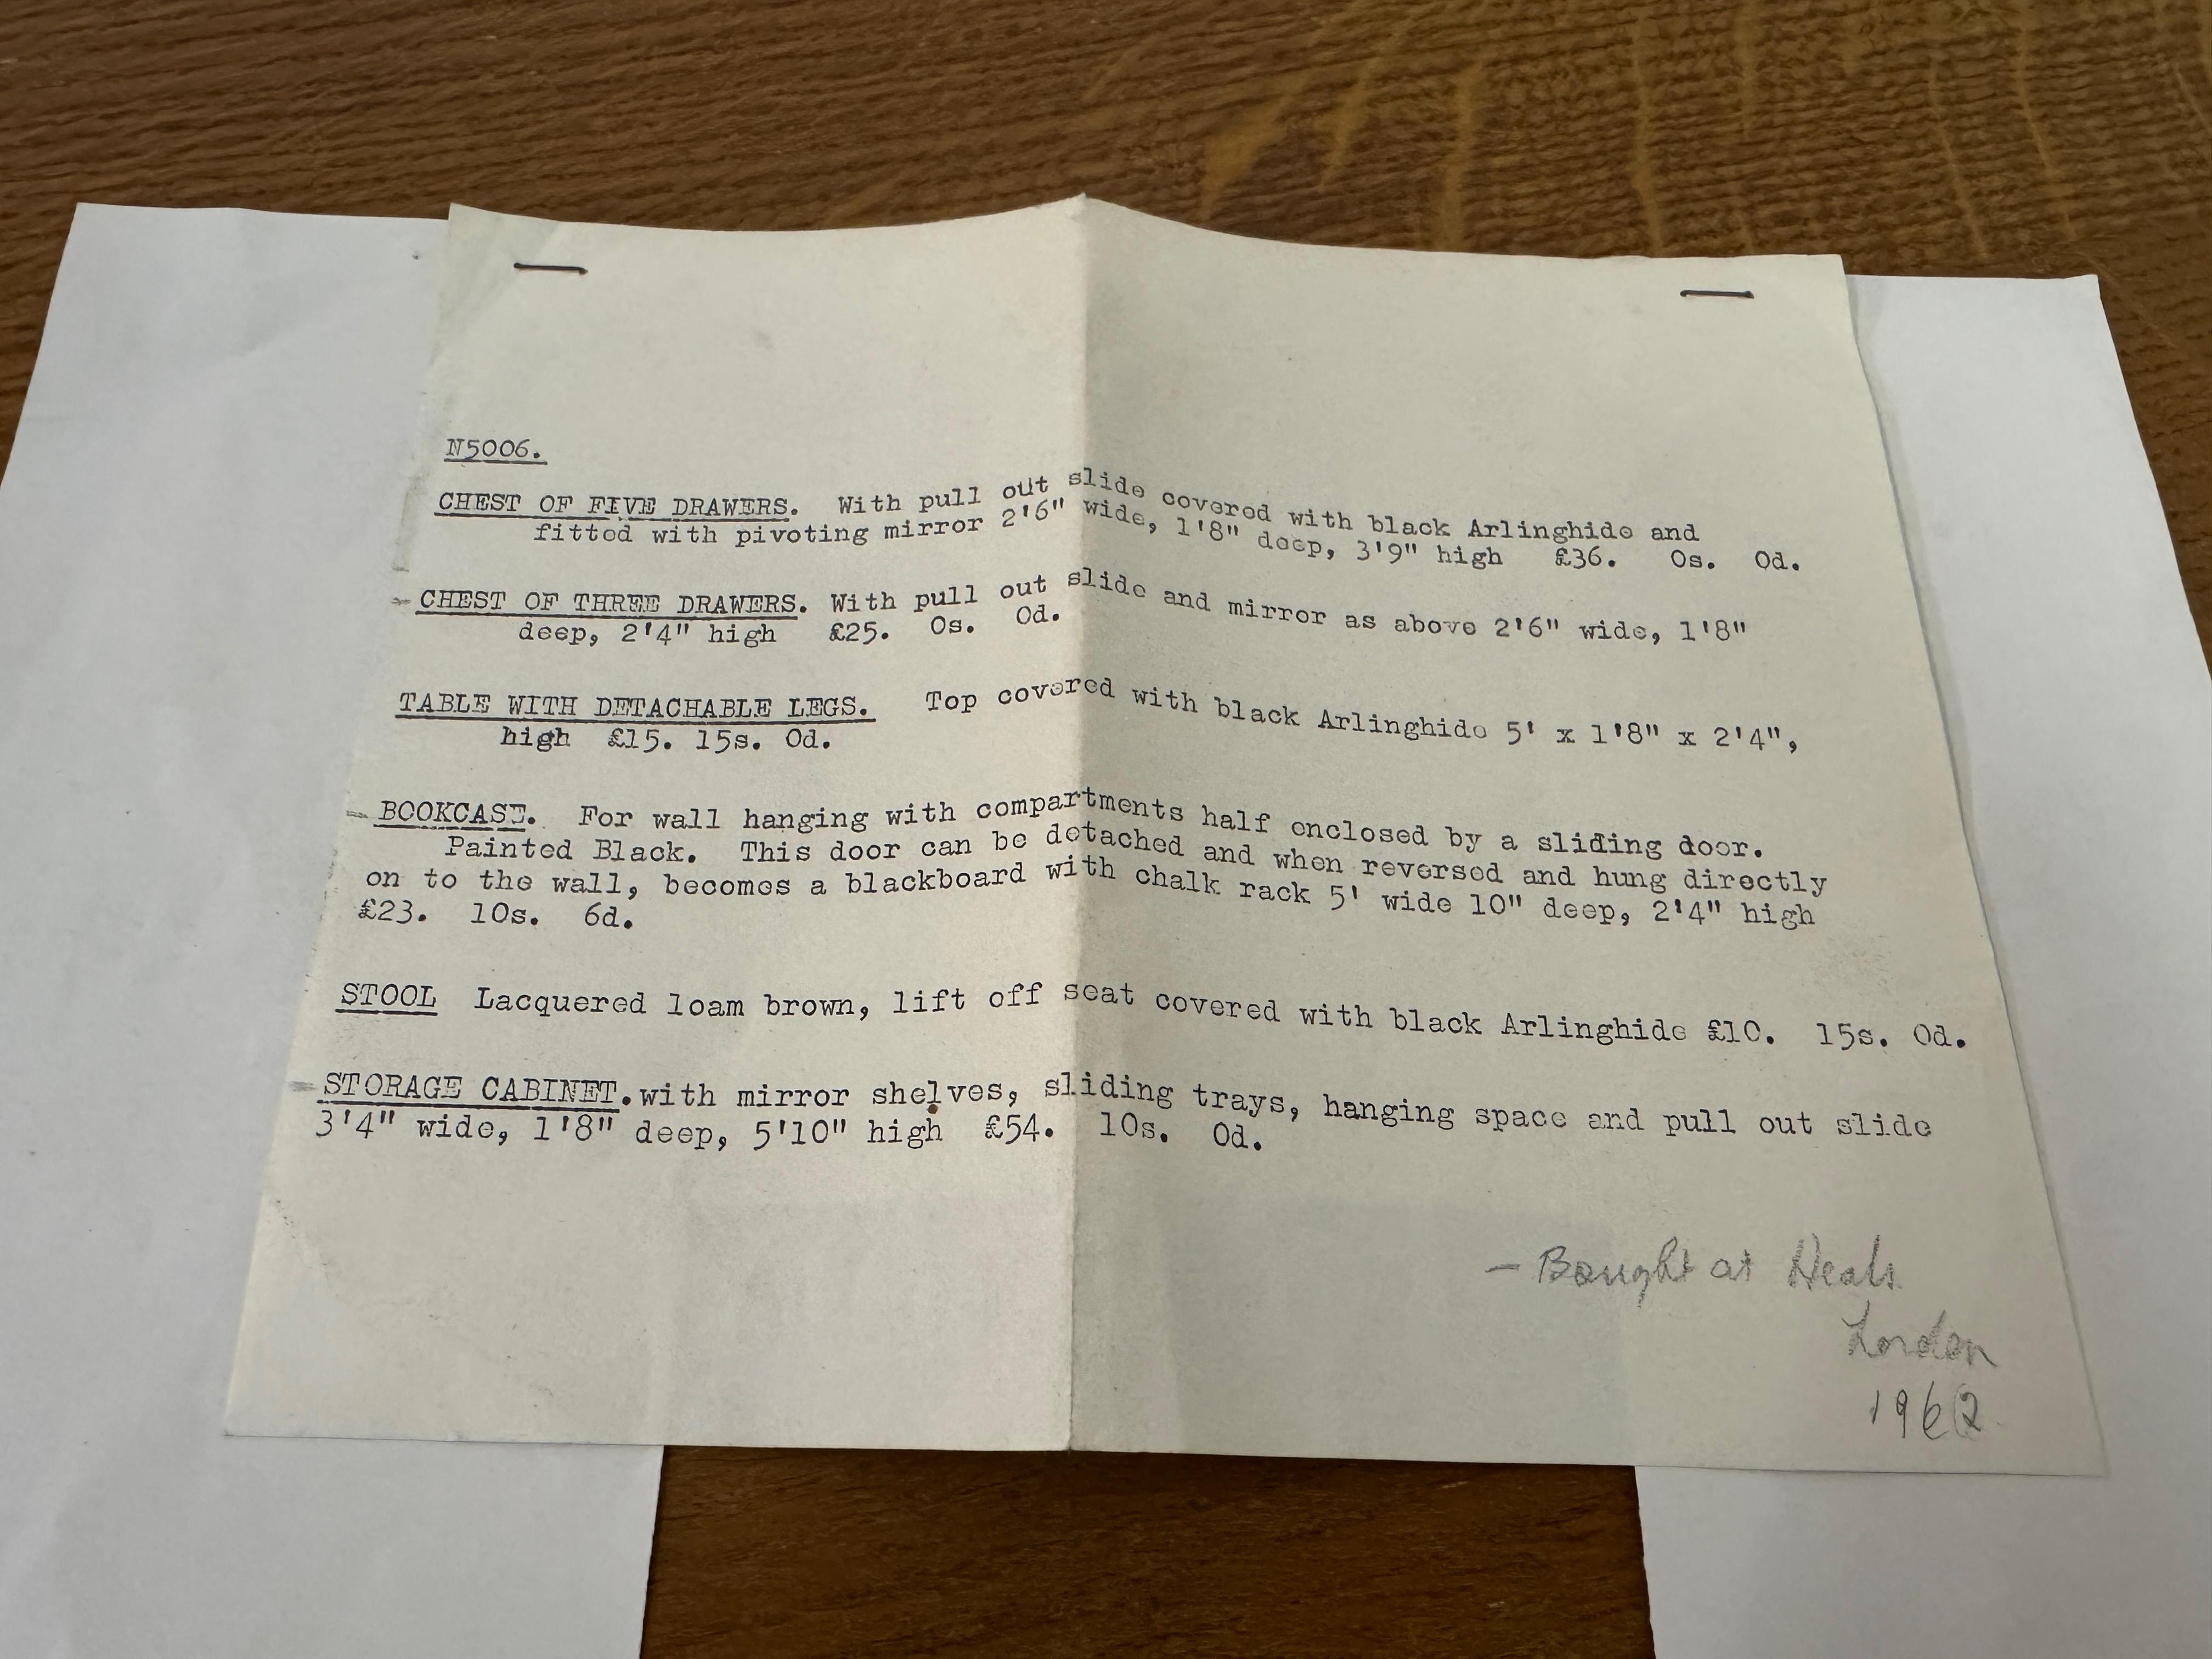 N5006.
CHEST OF FIVE DRAWERS. With pull out slide covered with black Arlinghide and
fitted with pivoting mirror 2'6" wide, 1'8" deep, 3'9" high £36. 0s. 0d.
- CHEST OF THREE DRAWERS. With pull out slide and mirror as above 2'6" wide, 1'8"
deep, 2'4" high £25. 0s. 0d.
TABLE WITH DETACHABLE LEGS. Top covered with black Arlinghide 5' x 1'8" x 2'4",
high £15. 15s. 0d.
- BOOKCASE. For wall hanging with compartments half enclosed by a sliding door.
Painted Black. This door can be detached and when reversed and hung directly
on to the wall, becomes a blackboard with chalk rack 5' wide 10" deep, 2'4" high
£23. 10s. 6d.
STOOL Lacquered loam brown, lift off seat covered with black Arlinghide £10. 15s. 0d.
- STORAGE CABINET. with mirror shelves, sliding trays, hanging space and pull out slide
3'4" wide, 1'8" deep, 5'10" high £54. 10s. 0d.
- Bought at Heals
London
1962